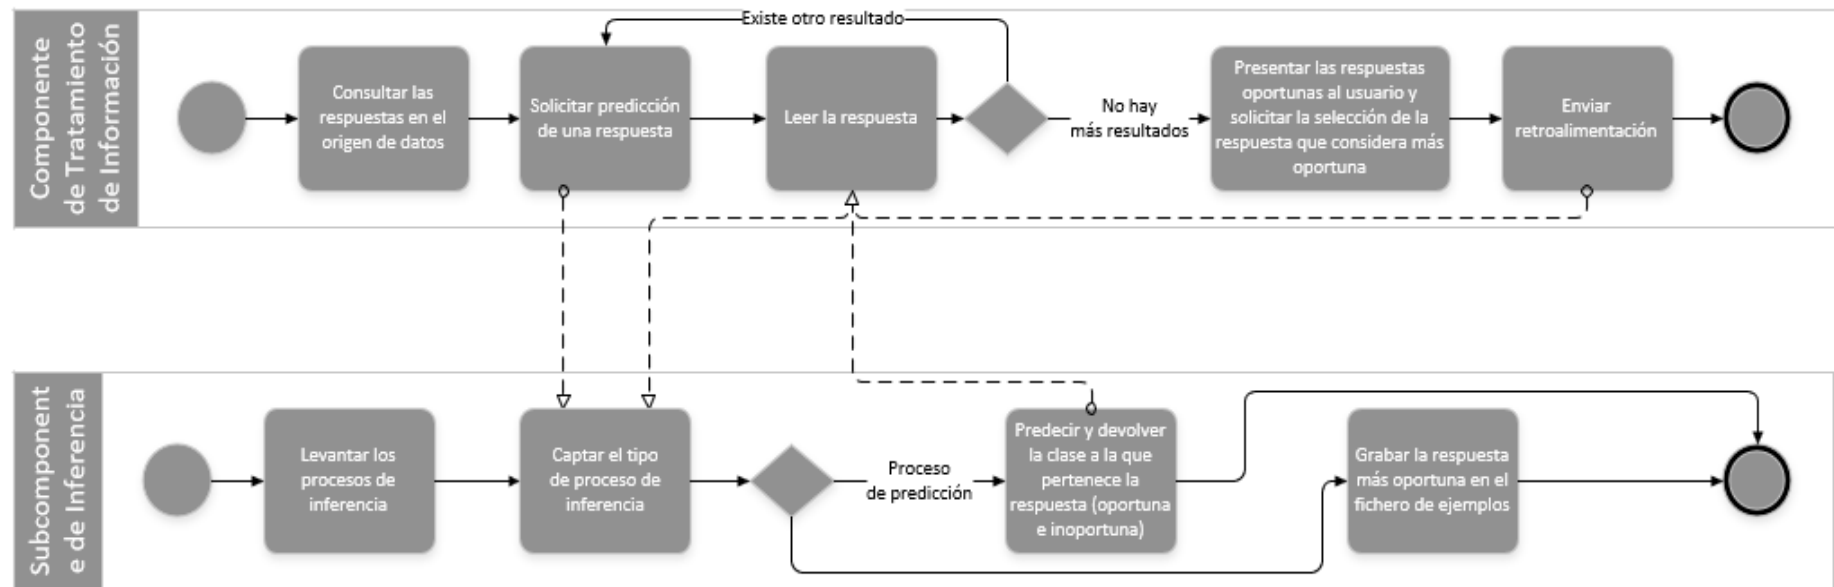 Componente
de Tratamiento
de Información
Existe otro resultado
Consultar las
respuestas en el
origen de datos
Solicitar predicción
de una respuesta
Leer la respuesta
No hay
más resultados
Presentar las respuestas
oportunas al usuario y
solicitar la selección de la
respuesta que considera más
oportuna
Enviar
retroalimentación
Subcomponent
e de Inferencia
Levantar los
procesos de
inferencia
Captar el tipo
de proceso de
inferencia
Proceso
de predicción
Predecir y devolver
la clase a la que
pertenece la
respuesta (oportuna
e inoportuna)
Grabar la respuesta
más oportuna en el
fichero de ejemplos